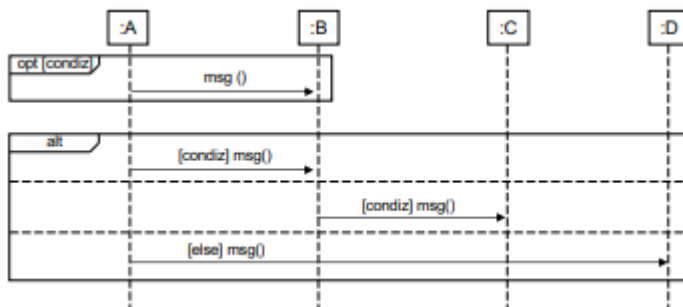 :A :B :C :D
opt [condiz]
msg ()
alt
[condiz] msg()
[condiz] msg()
[else] msg()